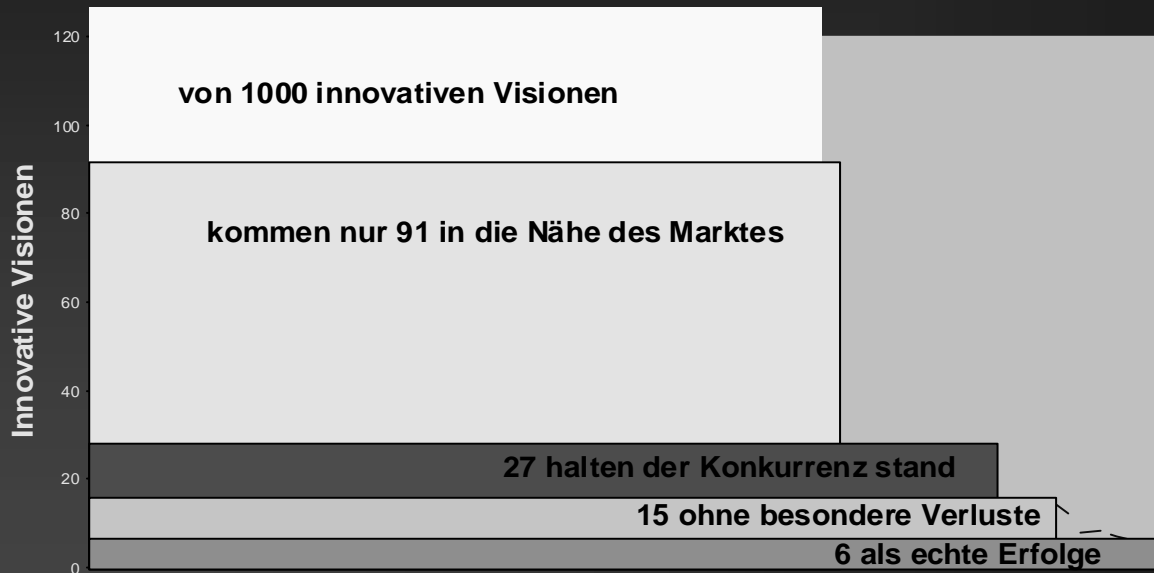 Innovative Visionen
120
100
80
60
40
20
0
von 1000 innovativen Visionen
kommen nur 91 in die Nähe des Marktes
27 halten der Konkurrenz stand
15 ohne besondere Verluste
6 als echte Erfolge